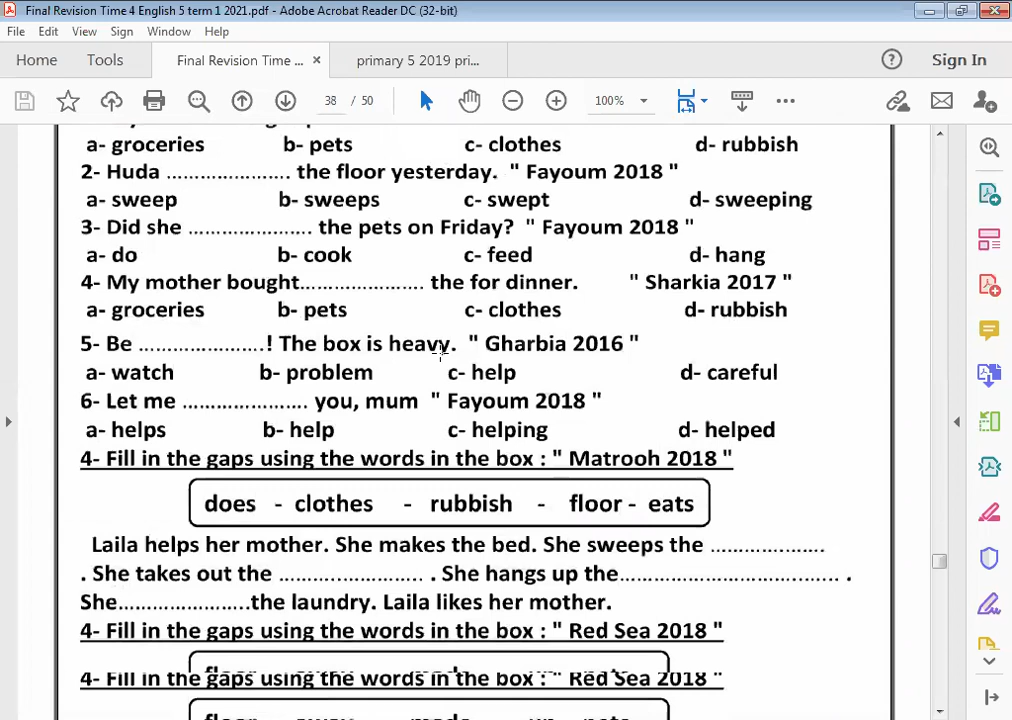 Final Revision Time 4 English 5 term 1 2021.pdf - Adobe Acrobat Reader DC (32-bit)
File Edit View Sign Window Help
Home Tools Final Revision Time ... × primary 5 2019 pri... Sign In
38 / 50 100%
a- groceries b- pets c- clothes d- rubbish
2- Huda …………………. the floor yesterday. " Fayoum 2018 "
a- sweep b- sweeps c- swept d- sweeping
3- Did she …………………. the pets on Friday? " Fayoum 2018 "
a- do b- cook c- feed d- hang
4- My mother bought…………………. the for dinner. " Sharkia 2017 "
a- groceries b- pets c- clothes d- rubbish
5- Be ………………….! The box is heavy. " Gharbia 2016 "
a- watch b- problem c- help d- careful
6- Let me …………………. you, mum " Fayoum 2018 "
a- helps b- help c- helping d- helped
4- Fill in the gaps using the words in the box : " Matrooh 2018 "
does - clothes - rubbish - floor - eats
Laila helps her mother. She makes the bed. She sweeps the ………………….
. She takes out the …………………….. . She hangs up the………………………………... .
She…………………..the laundry. Laila likes her mother.
4- Fill in the gaps using the words in the box : " Red Sea 2018 "
4- Fill in the gaps using the words in the box : " Red Sea 2018 "
floor away made up pets